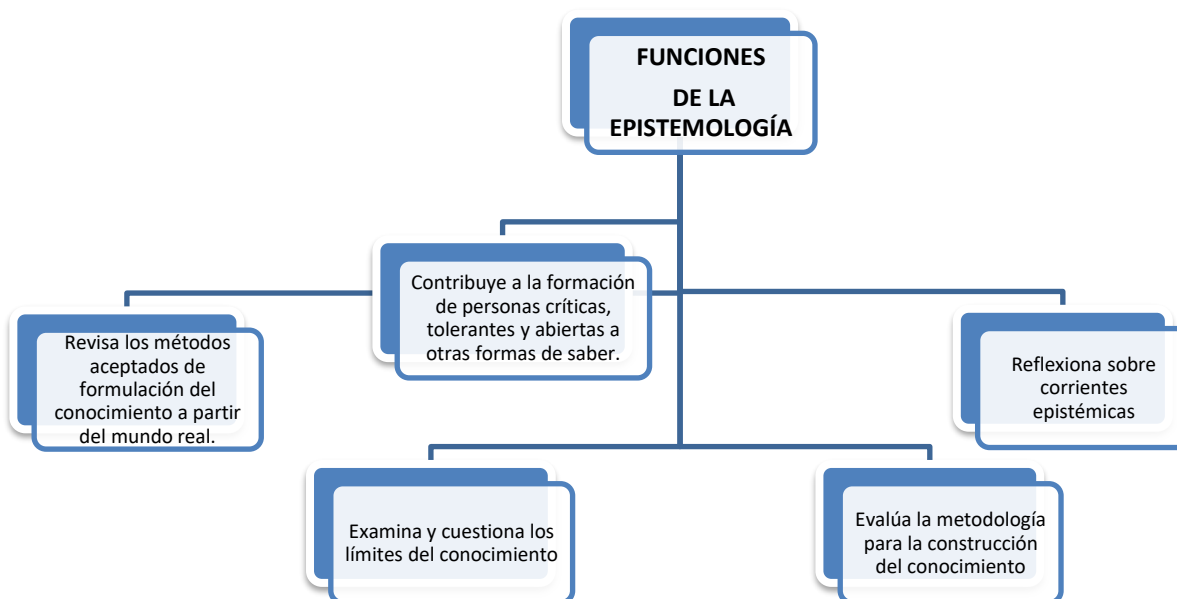 FUNCIONES
DE LA
EPISTEMOLOGÍA
Contribuye a la formación
de personas críticas,
tolerantes y abiertas a
otras formas de saber.
Revisa los métodos
aceptados de
formulación del
conocimiento a partir
del mundo real.
Reflexiona sobre
corrientes
epistémicas
Examina y cuestiona los
límites del conocimiento
Evalúa la metodología
para la construcción
del conocimiento